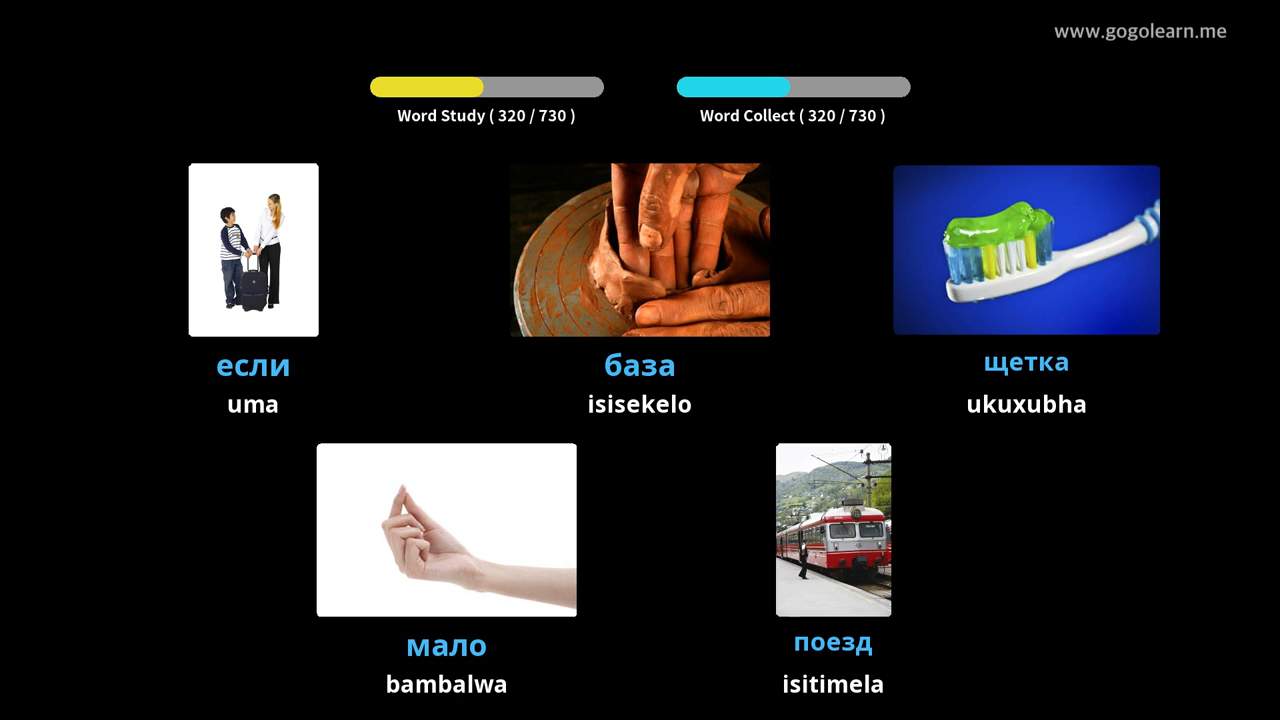 www.gogolearn.me
Word Study ( 320 / 730 )
Word Collect ( 320 / 730 )
если
uma
база
isisekelo
щетка
ukuxubha
мало
bambalwa
поезд
isitimela